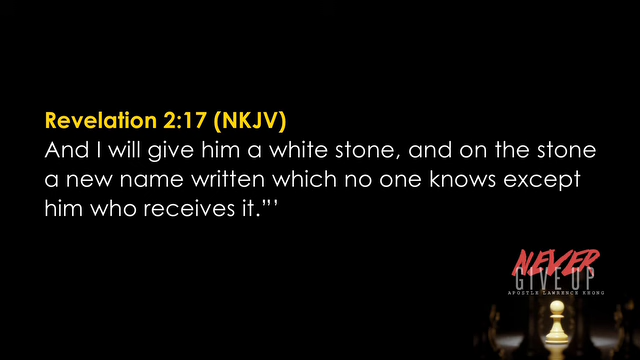 Revelation 2:17 (NKJV)
And I will give him a white stone, and on the stone
a new name written which no one knows except
him who receives it.”’
NEVER
GIVE UP
APOSTLE LAWRENCE KHONG